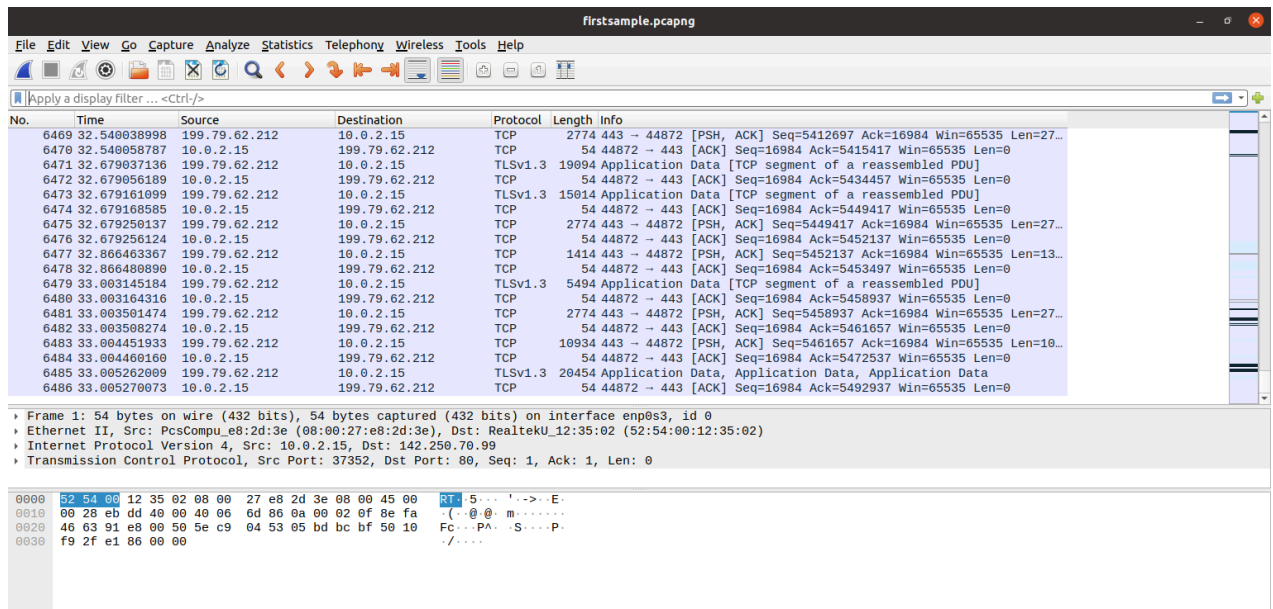 firstsample.pcapng
File Edit View Go Capture Analyze Statistics Telephony Wireless Tools Help
Apply a display filter … <Ctrl-/>
No. Time Source Destination Protocol Length Info
6469 32.540038998 199.79.62.212 10.0.2.15 TCP 2774 443 → 44872 [PSH, ACK] Seq=5412697 Ack=16984 Win=65535 Len=27…
6470 32.540058787 10.0.2.15 199.79.62.212 TCP 54 44872 → 443 [ACK] Seq=16984 Ack=5415417 Win=65535 Len=0
6471 32.679037136 199.79.62.212 10.0.2.15 TLSv1.3 19094 Application Data [TCP segment of a reassembled PDU]
6472 32.679056189 10.0.2.15 199.79.62.212 TCP 54 44872 → 443 [ACK] Seq=16984 Ack=5434457 Win=65535 Len=0
6473 32.679161099 199.79.62.212 10.0.2.15 TLSv1.3 15014 Application Data [TCP segment of a reassembled PDU]
6474 32.679168585 10.0.2.15 199.79.62.212 TCP 54 44872 → 443 [ACK] Seq=16984 Ack=5449417 Win=65535 Len=0
6475 32.679250137 199.79.62.212 10.0.2.15 TCP 2774 443 → 44872 [PSH, ACK] Seq=5449417 Ack=16984 Win=65535 Len=27…
6476 32.679256124 10.0.2.15 199.79.62.212 TCP 54 44872 → 443 [ACK] Seq=16984 Ack=5452137 Win=65535 Len=0
6477 32.866463367 199.79.62.212 10.0.2.15 TCP 1414 443 → 44872 [PSH, ACK] Seq=5452137 Ack=16984 Win=65535 Len=13…
6478 32.866480890 10.0.2.15 199.79.62.212 TCP 54 44872 → 443 [ACK] Seq=16984 Ack=5453497 Win=65535 Len=0
6479 33.003145184 199.79.62.212 10.0.2.15 TLSv1.3 5494 Application Data [TCP segment of a reassembled PDU]
6480 33.003164316 10.0.2.15 199.79.62.212 TCP 54 44872 → 443 [ACK] Seq=16984 Ack=5458937 Win=65535 Len=0
6481 33.003501474 199.79.62.212 10.0.2.15 TCP 2774 443 → 44872 [PSH, ACK] Seq=5458937 Ack=16984 Win=65535 Len=27…
6482 33.003508274 10.0.2.15 199.79.62.212 TCP 54 44872 → 443 [ACK] Seq=16984 Ack=5461657 Win=65535 Len=0
6483 33.004451933 199.79.62.212 10.0.2.15 TCP 10934 443 → 44872 [PSH, ACK] Seq=5461657 Ack=16984 Win=65535 Len=10…
6484 33.004460160 10.0.2.15 199.79.62.212 TCP 54 44872 → 443 [ACK] Seq=16984 Ack=5472537 Win=65535 Len=0
6485 33.005262009 199.79.62.212 10.0.2.15 TLSv1.3 20454 Application Data, Application Data, Application Data
6486 33.005270073 10.0.2.15 199.79.62.212 TCP 54 44872 → 443 [ACK] Seq=16984 Ack=5492937 Win=65535 Len=0
Frame 1: 54 bytes on wire (432 bits), 54 bytes captured (432 bits) on interface enp0s3, id 0
Ethernet II, Src: PcsCompu_e8:2d:3e (08:00:27:e8:2d:3e), Dst: RealtekU_12:35:02 (52:54:00:12:35:02)
Internet Protocol Version 4, Src: 10.0.2.15, Dst: 142.250.70.99
Transmission Control Protocol, Src Port: 37352, Dst Port: 80, Seq: 1, Ack: 1, Len: 0
0000 52 54 00 12 35 02 08 00 27 e8 2d 3e 08 00 45 00 RT··5··· '·->··E·
0010 00 28 eb dd 40 00 40 06 6d 86 0a 00 02 0f 8e fa ·(··@·@· m·······
0020 46 63 91 e8 00 50 5e c9 04 53 05 bd bc bf 50 10 Fc···P^· ·S····P·
0030 f9 2f e1 86 00 00 ·/····